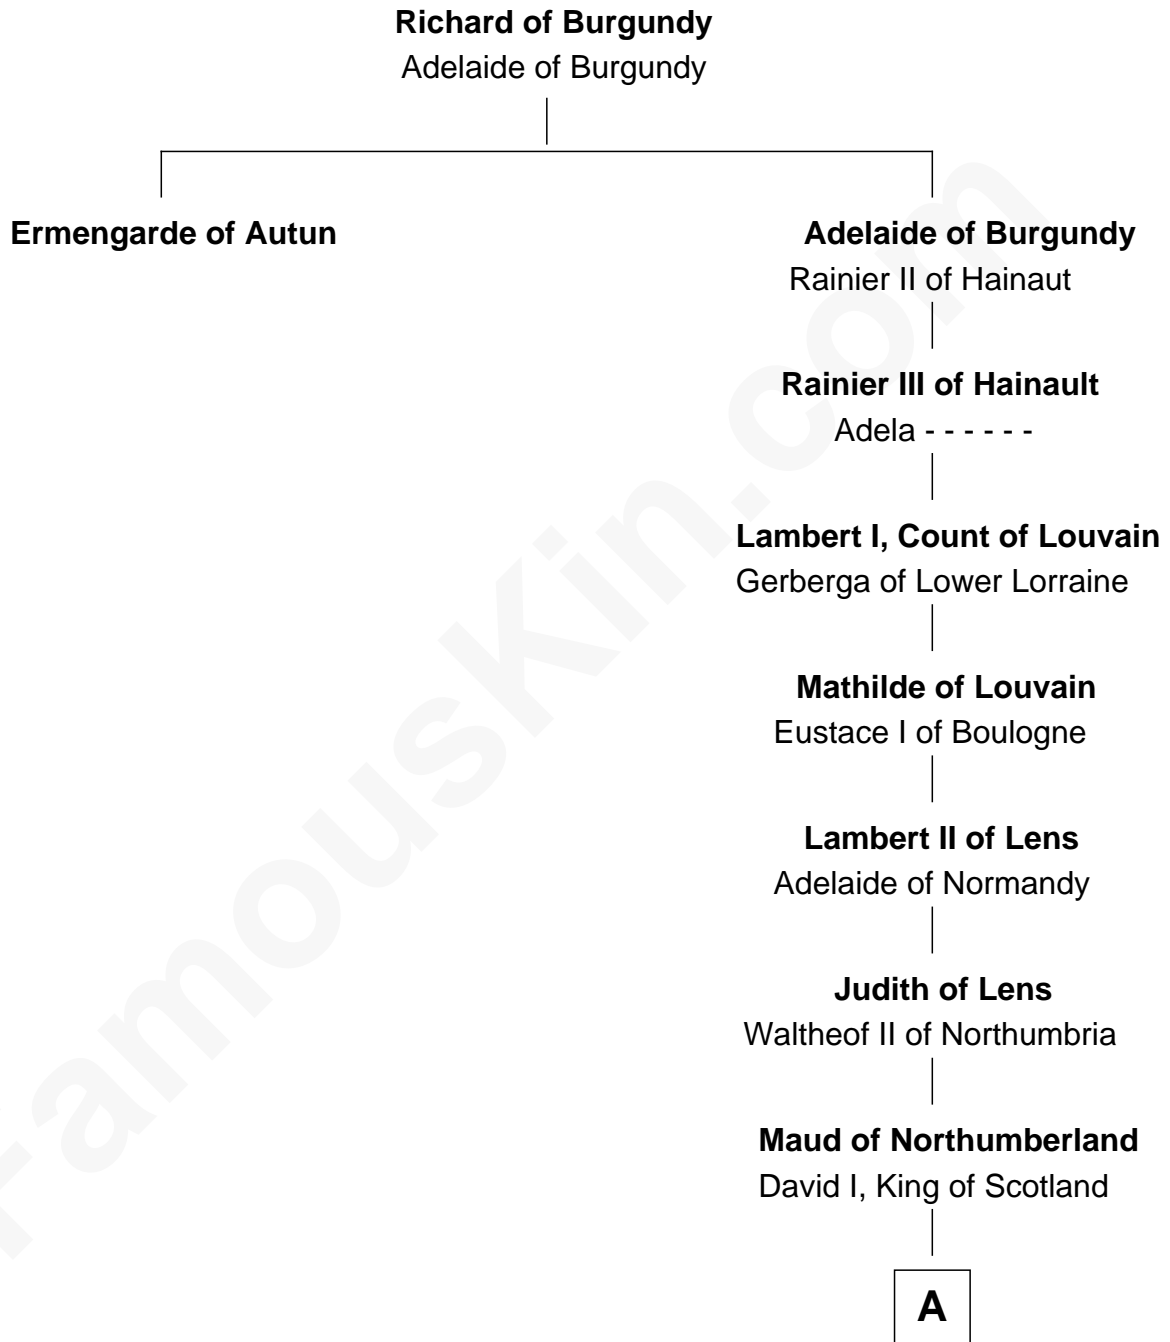 Richard of Burgundy
Adelaide of Burgundy
Ermengarde of Autun
Adelaide of Burgundy
Rainier II of Hainaut
Rainier III of Hainault
Adela - - - - - -
Lambert I, Count of Louvain
Gerberga of Lower Lorraine
Mathilde of Louvain
Eustace I of Boulogne
Lambert II of Lens
Adelaide of Normandy
Judith of Lens
Waltheof II of Northumbria
Maud of Northumberland
David I, King of Scotland
A
FamousKin.com